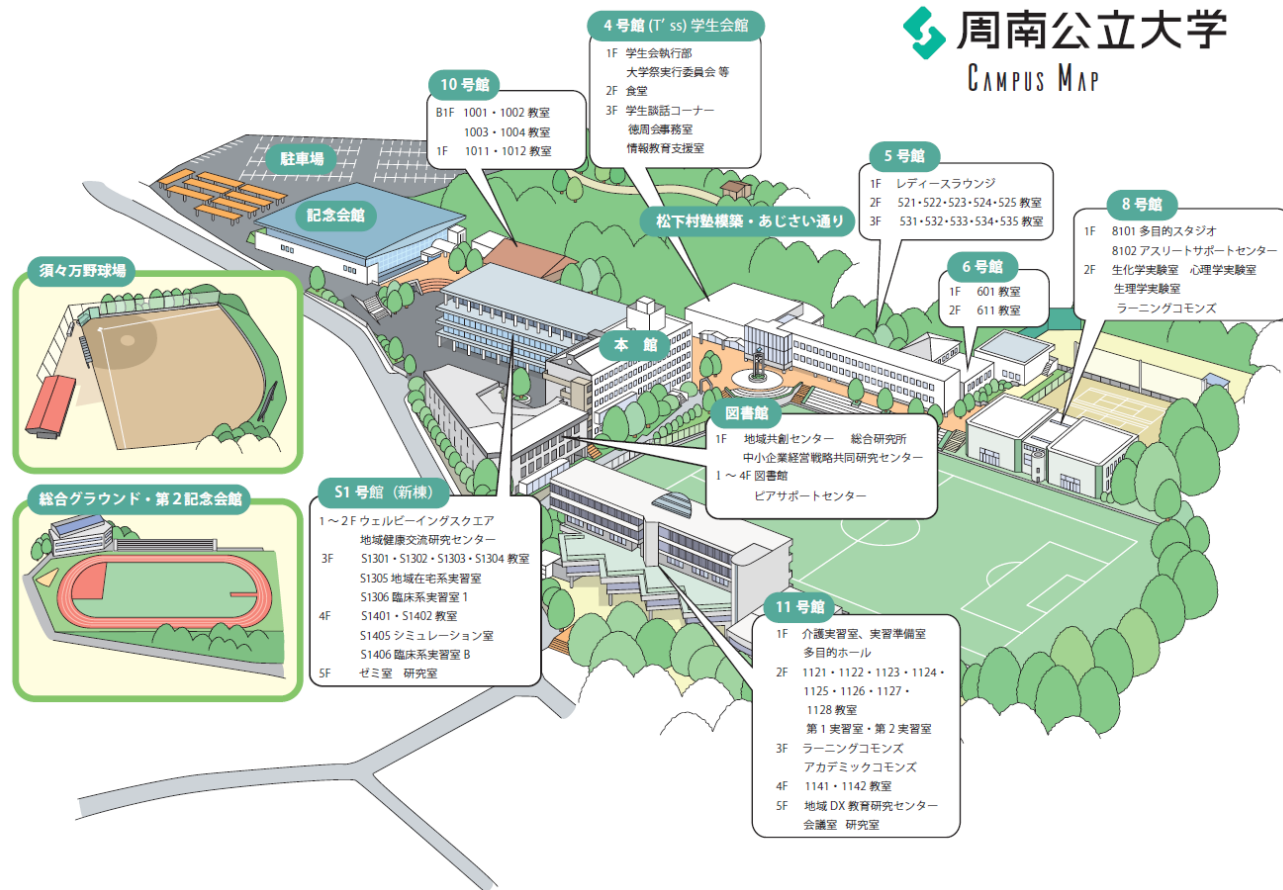 周南公立大学
CAMPUS MAP
4号館 (T' ss) 学生会館
1F 学生会執行部
大学祭実行委員会 等
2F 食堂
3F 学生談話コーナー
徳周会事務室
情報教育支援室
10号館
B1F 1001・1002 教室
1003・1004 教室
1F 1011・1012 教室
駐車場
記念会館
松下村塾模築・あじさい通り
5号館
1F レディースラウンジ
2F 521・522・523・524・525 教室
3F 531・532・533・534・535 教室
8号館
1F 8101 多目的スタジオ
8102 アスリートサポートセンター
2F 生化学実験室 心理学実験室
生理学実験室
ラーニングコモンズ
6号館
1F 601 教室
2F 611 教室
須々万野球場
本 館
図書館
1F 地域共創センター 総合研究所
中小企業経営戦略共同研究センター
1～4F 図書館
ピアサポートセンター
総合グラウンド・第2記念会館
S1号館（新棟）
1～2F ウェルビーイングスクエア
地域健康交流研究センター
3F S1301・S1302・S1303・S1304 教室
S1305 地域在宅系実習室
S1306 臨床系実習室 1
4F S1401・S1402 教室
S1405 シミュレーション室
S1406 臨床系実習室 B
5F ゼミ室 研究室
11号館
1F 介護実習室、実習準備室
多目的ホール
2F 1121・1122・1123・1124・
1125・1126・1127・
1128 教室
第1実習室・第2実習室
3F ラーニングコモンズ
アカデミックコモンズ
4F 1141・1142 教室
5F 地域 DX 教育研究センター
会議室 研究室